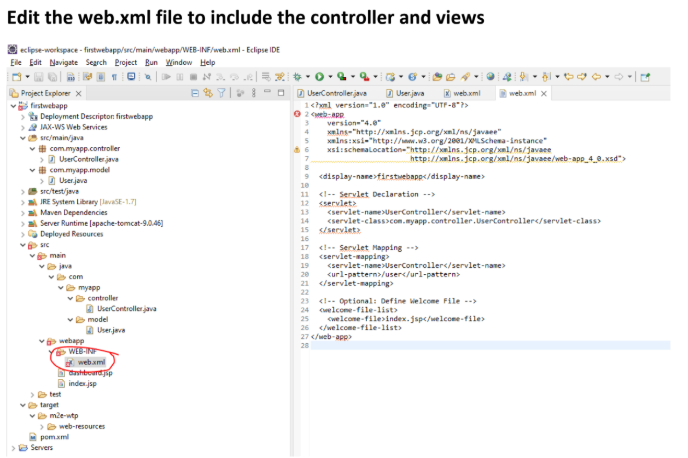 Edit the web.xml file to include the controller and views
eclipse-workspace - firstwebapp/src/main/webapp/WEB-INF/web.xml - Eclipse IDE
File Edit Navigate Search Project Run Window Help
Project Explorer
firstwebapp
Deployment Descriptor: firstwebapp
JAX-WS Web Services
src/main/java
com.myapp.controller
UserController.java
com.myapp.model
User.java
src/test/java
JRE System Library [JavaSE-1.7]
Maven Dependencies
Server Runtime [apache-tomcat-9.0.46]
Deployed Resources
src
main
java
com
myapp
controller
UserController.java
model
User.java
webapp
WEB-INF
web.xml
dashboard.jsp
index.jsp
test
target
m2e-wtp
web-resources
pom.xml
Servers
UserController.java User.java web.xml web.xml
1 <?xml version="1.0" encoding="UTF-8"?>
2 <web-app
3 version="4.0"
4 xmlns="http://xmlns.jcp.org/xml/ns/javaee"
5 xmlns:xsi="http://www.w3.org/2001/XMLSchema-instance"
6 xsi:schemaLocation="http://xmlns.jcp.org/xml/ns/javaee
7 http://xmlns.jcp.org/xml/ns/javaee/web-app_4_0.xsd">
8
9 <display-name>firstwebapp</display-name>
10
11 <!-- Servlet Declaration -->
12 <servlet>
13 <servlet-name>UserController</servlet-name>
14 <servlet-class>com.myapp.controller.UserController</servlet-class>
15 </servlet>
16
17 <!-- Servlet Mapping -->
18 <servlet-mapping>
19 <servlet-name>UserController</servlet-name>
20 <url-pattern>/user</url-pattern>
21 </servlet-mapping>
22
23 <!-- Optional: Define Welcome File -->
24 <welcome-file-list>
25 <welcome-file>index.jsp</welcome-file>
26 </welcome-file-list>
27 </web-app>
28